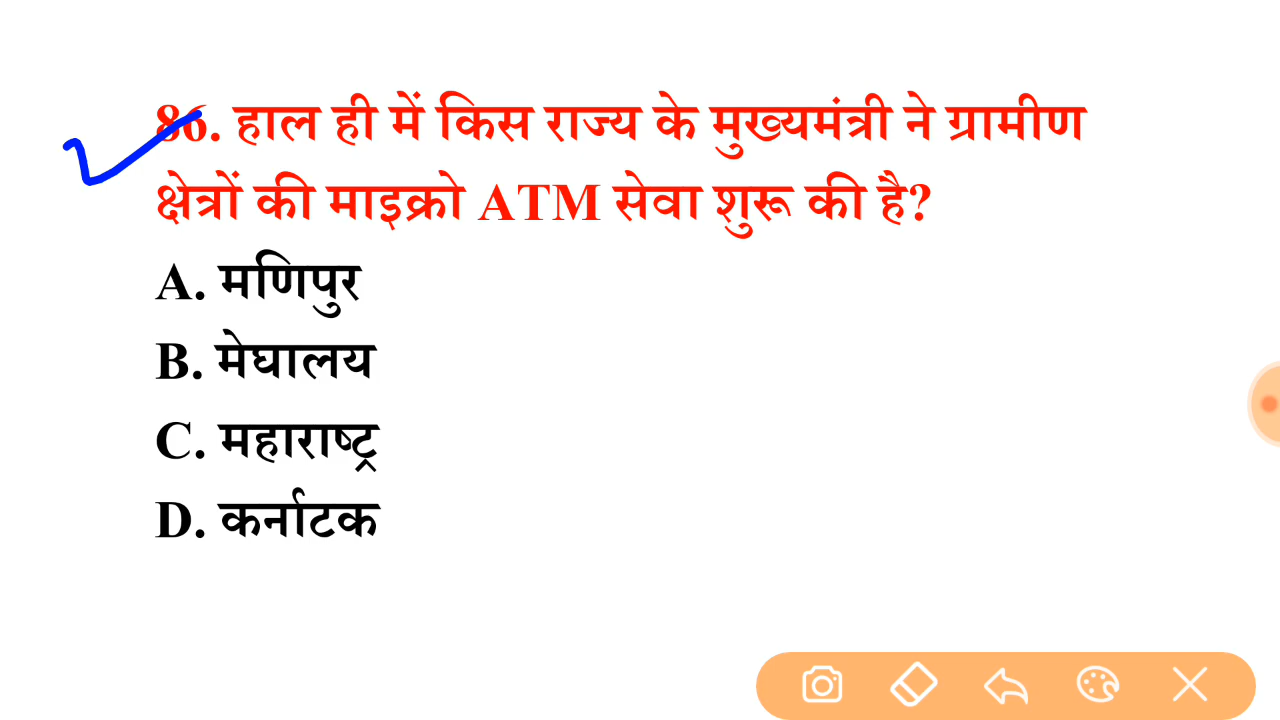 86. हाल ही में किस राज्य के मुख्यमंत्री ने ग्रामीण
क्षेत्रों की माइक्रो ATM सेवा शुरू की है?
A. मणिपुर
B. मेघालय
C. महाराष्ट्र
D. कर्नाटक